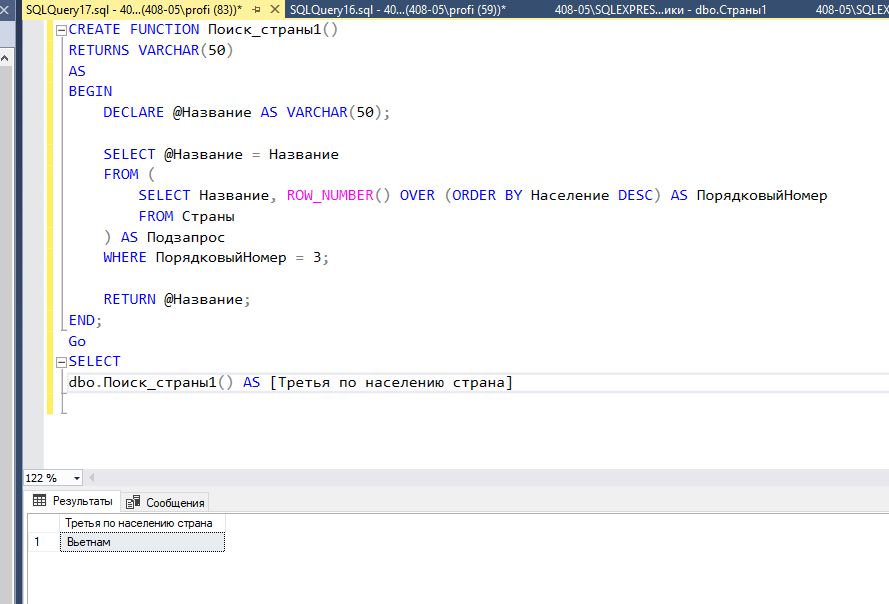 SQLQuery17.sql - 40...(408-05\profi (83))* SQLQuery16.sql - 40...(408-05\profi (59))* 408-05\SQLEXPRES...ики - dbo.Страны1 408-05\SQLEX
CREATE FUNCTION Поиск_страны1()
RETURNS VARCHAR(50)
AS
BEGIN
DECLARE @Название AS VARCHAR(50);
SELECT @Название = Название
FROM (
SELECT Название, ROW_NUMBER() OVER (ORDER BY Население DESC) AS ПорядковыйНомер
FROM Страны
) AS Подзапрос
WHERE ПорядковыйНомер = 3;
RETURN @Название;
END;
Go
SELECT
dbo.Поиск_страны1() AS [Третья по населению страна]
122 %
Результаты Сообщения
Третья по населению страна
1 Вьетнам